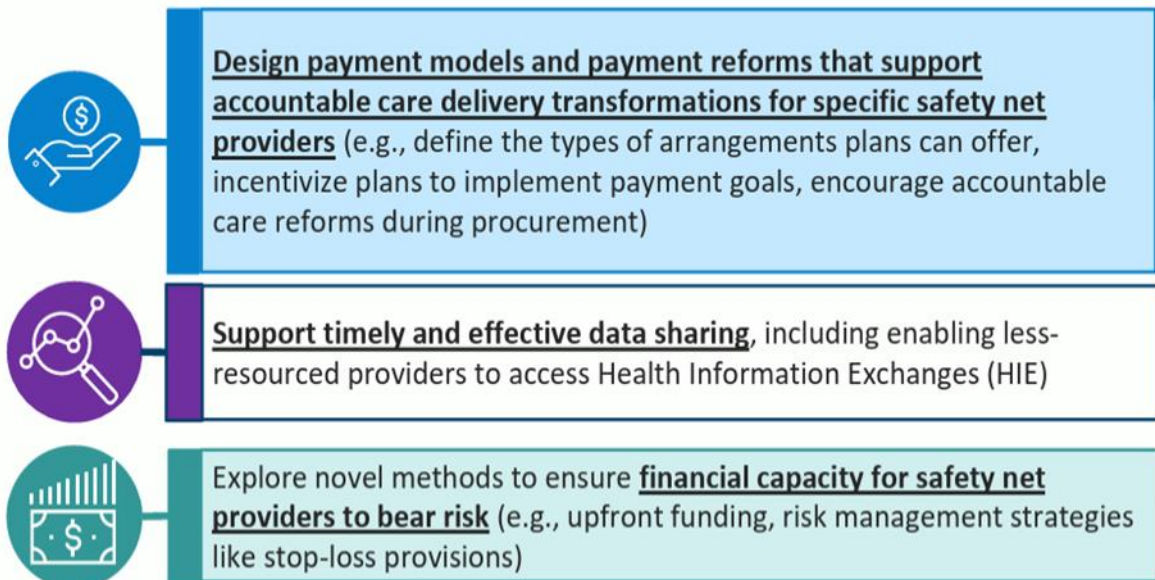 Design payment models and payment reforms that support
accountable care delivery transformations for specific safety net
providers (e.g., define the types of arrangements plans can offer,
incentivize plans to implement payment goals, encourage accountable
care reforms during procurement)
Support timely and effective data sharing, including enabling less-
resourced providers to access Health Information Exchanges (HIE)
Explore novel methods to ensure financial capacity for safety net
providers to bear risk (e.g., upfront funding, risk management strategies
like stop-loss provisions)